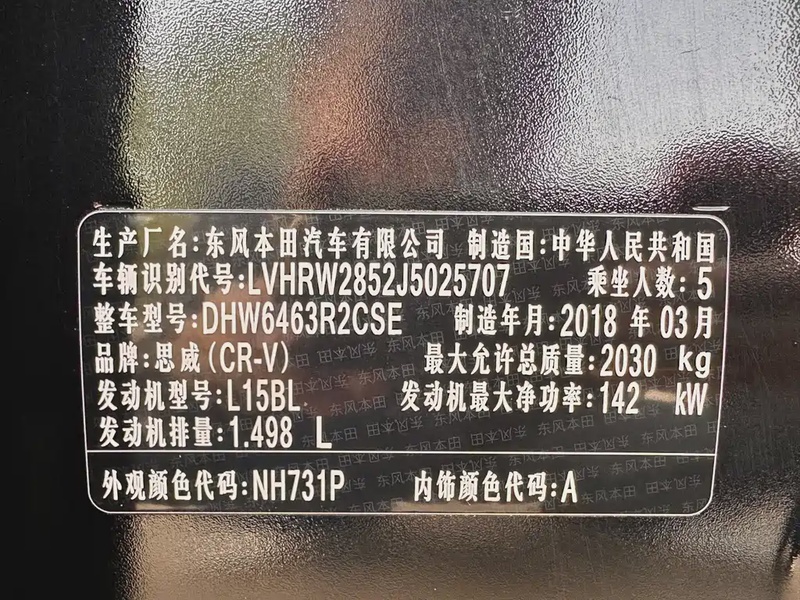 生产厂名:东风本田汽车有限公司 制造国:中华人民共和国
车辆识别代号:LVHRW2852J5025707 乘坐人数:5
整车型号:DHW6463R2CSE 制造年月:2018 年 03 月
品牌:思威(CR-V) 最大允许总质量:2030 kg
发动机型号:L15BL 发动机最大净功率:142 kW
发动机排量:1.498 L
外观颜色代码:NH731P 内饰颜色代码:A